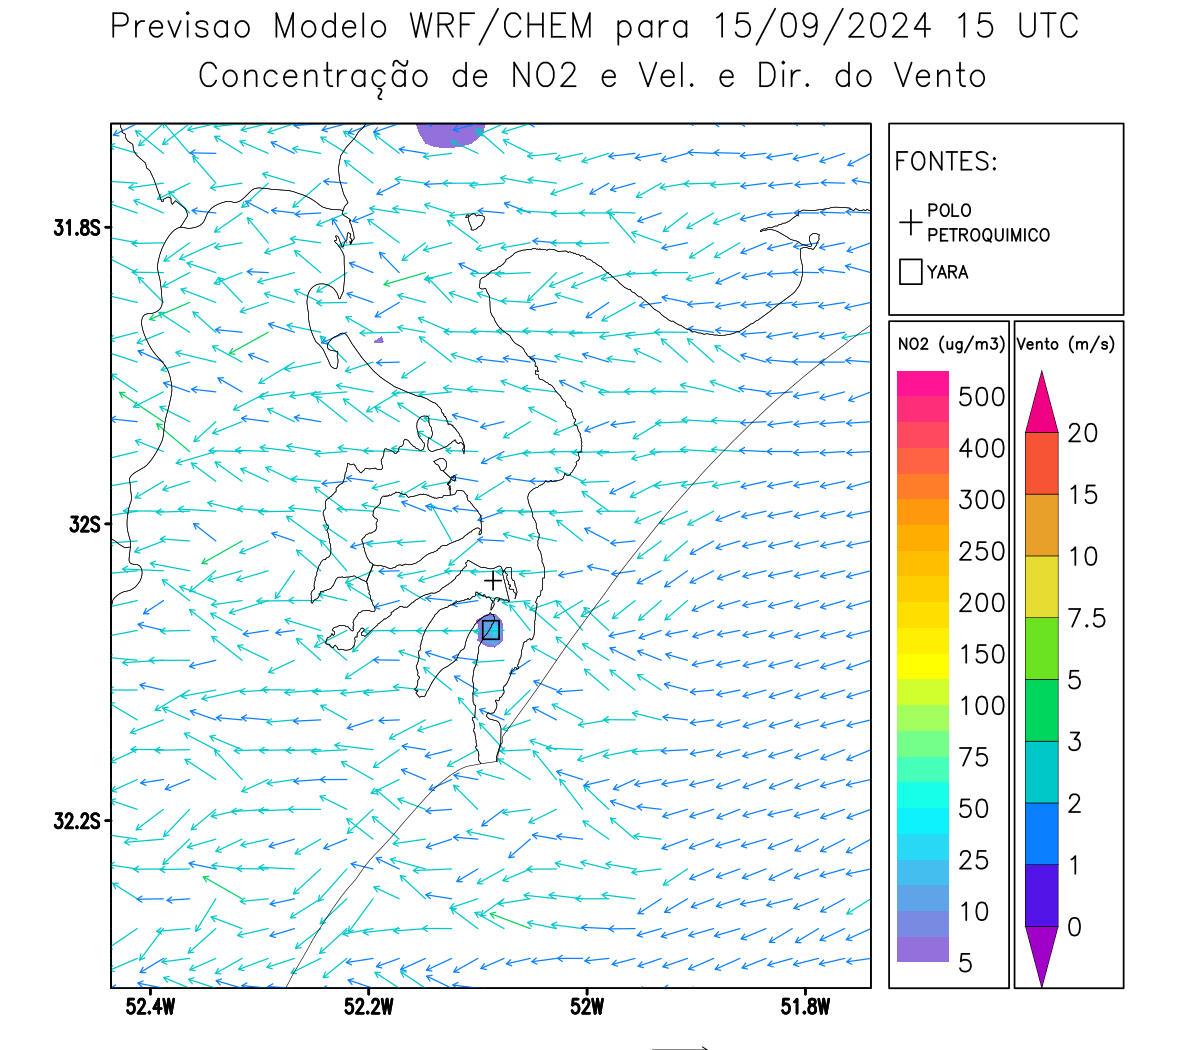 Previsao Modelo WRF/CHEM para 15/09/2024 15 UTC
Concentração de NO2 e Vel. e Dir. do Vento
FONTES:
POLO
PETROQUIMICO
YARA
NO2 (ug/m3)
500
400
300
250
200
150
100
75
50
25
10
5
Vento (m/s)
20
15
10
7.5
5
3
2
1
0
31.8S
32S
32.2S
52.4W
52.2W
52W
51.8W